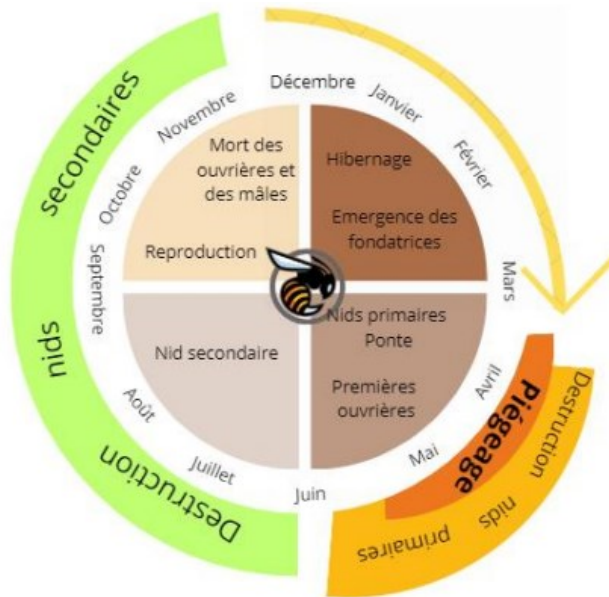 Décembre
Janvier
Février
Mars
Avril
Mai
Juin
Juillet
Août
Septembre
Octobre
Novembre
Mort des
ouvrières et
des mâles
Reproduction
Hibernage
Emergence des
fondatrices
Nid secondaire
Nids primaires
Ponte
Premières
ouvrières
Piégeage
Destruction nids primaires
Destruction nids secondaires